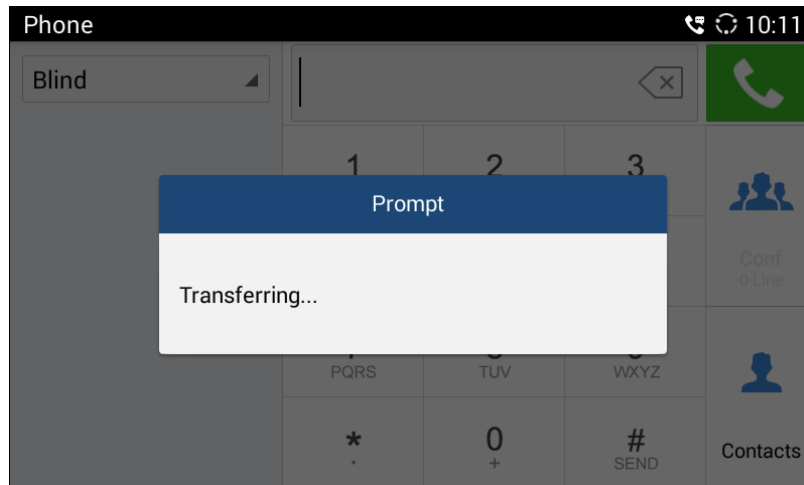 Phone
10:11
Blind
1
2
3
Prompt
Conf
0 Line
Transferring...
PQRS
TUV
WXYZ
*
0
#
.
+
SEND
Contacts